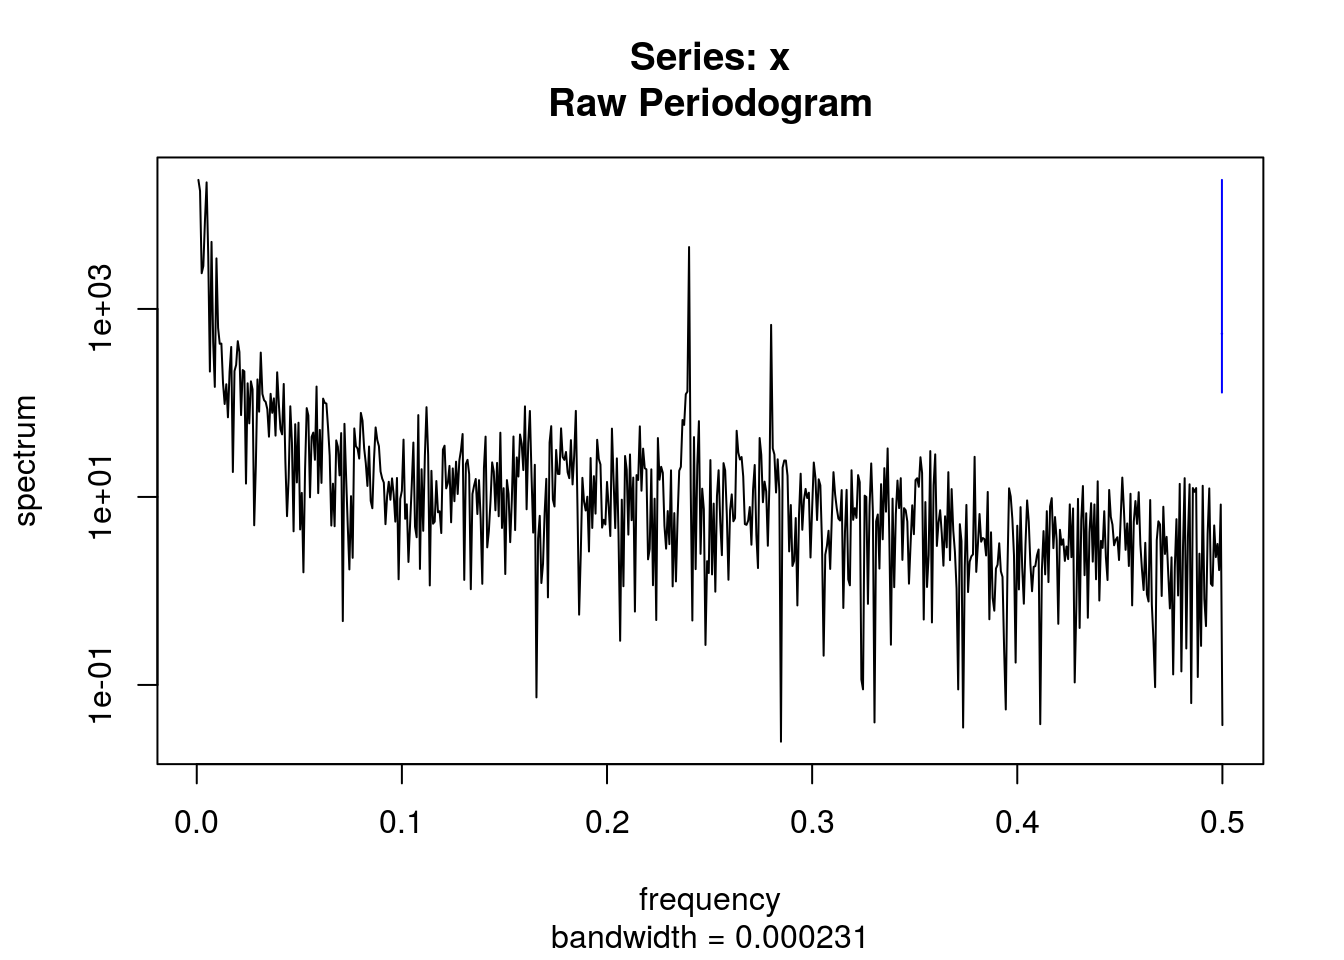 Series: x
Raw Periodogram
spectrum
1e+03
1e+01
1e-01
0.0 0.1 0.2 0.3 0.4 0.5
frequency
bandwidth = 0.000231